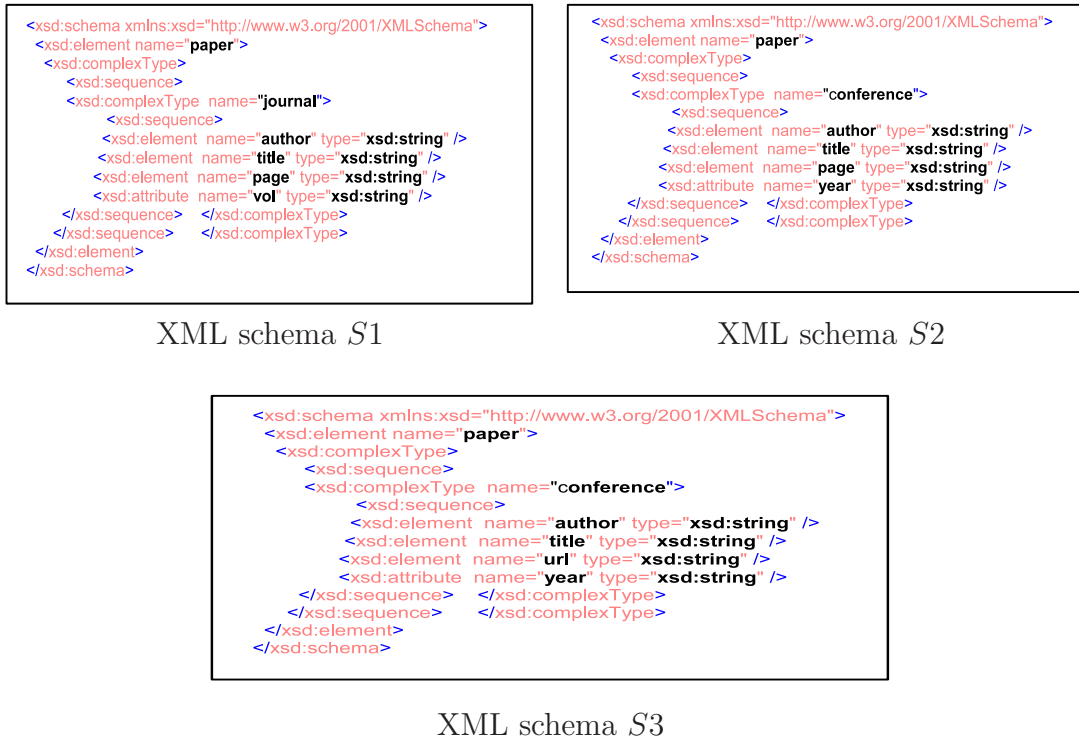 <xsd:schema xmlns:xsd="http://www.w3.org/2001/XMLSchema">
<xsd:element name="paper">
<xsd:complexType>
<xsd:sequence>
<xsd:complexType name="journal">
<xsd:sequence>
<xsd:element name="author" type="xsd:string" />
<xsd:element name="title" type="xsd:string" />
<xsd:element name="page" type="xsd:string" />
<xsd:attribute name="vol" type="xsd:string" />
</xsd:sequence> </xsd:complexType>
</xsd:sequence> </xsd:complexType>
</xsd:element>
</xsd:schema>
XML schema S1
<xsd:schema xmlns:xsd="http://www.w3.org/2001/XMLSchema">
<xsd:element name="paper">
<xsd:complexType>
<xsd:sequence>
<xsd:complexType name="conference">
<xsd:sequence>
<xsd:element name="author" type="xsd:string" />
<xsd:element name="title" type="xsd:string" />
<xsd:element name="page" type="xsd:string" />
<xsd:attribute name="year" type="xsd:string" />
</xsd:sequence> </xsd:complexType>
</xsd:sequence> </xsd:complexType>
</xsd:element>
</xsd:schema>
XML schema S2
<xsd:schema xmlns:xsd="http://www.w3.org/2001/XMLSchema">
<xsd:element name="paper">
<xsd:complexType>
<xsd:sequence>
<xsd:complexType name="conference">
<xsd:sequence>
<xsd:element name="author" type="xsd:string" />
<xsd:element name="title" type="xsd:string" />
<xsd:element name="url" type="xsd:string" />
<xsd:attribute name="year" type="xsd:string" />
</xsd:sequence> </xsd:complexType>
</xsd:sequence> </xsd:complexType>
</xsd:element>
</xsd:schema>
XML schema S3